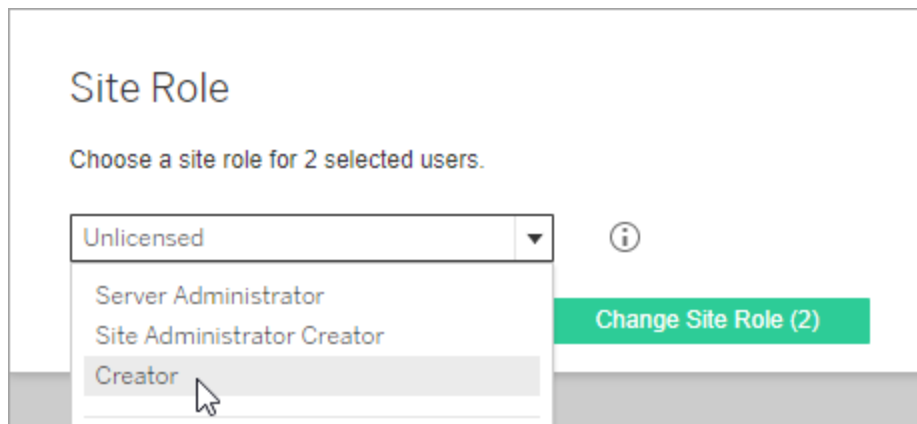 Site Role
Choose a site role for 2 selected users.
Unlicensed
Server Administrator
Site Administrator Creator
Change Site Role (2)
Creator